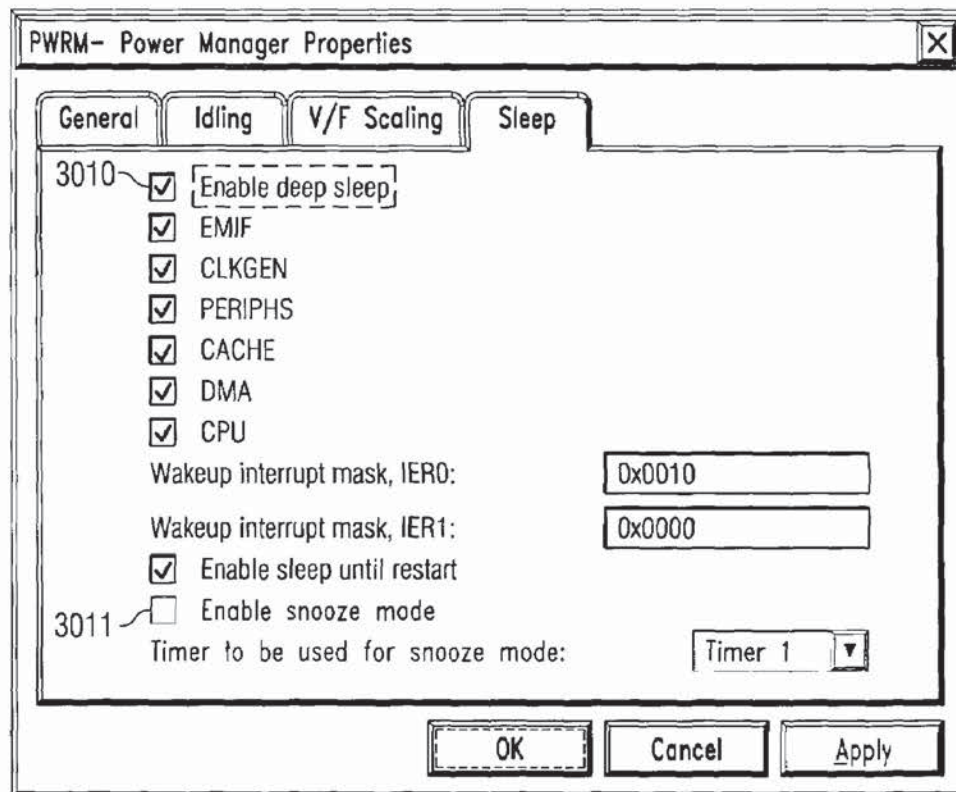 PWRM- Power Manager Properties
General Idling V/F Scaling Sleep
3010 Enable deep sleep
EMIF
CLKGEN
PERIPHS
CACHE
DMA
CPU
Wakeup interrupt mask, IER0: 0x0010
Wakeup interrupt mask, IER1: 0x0000
Enable sleep until restart
3011 Enable snooze mode
Timer to be used for snooze mode: Timer 1
OK Cancel Apply